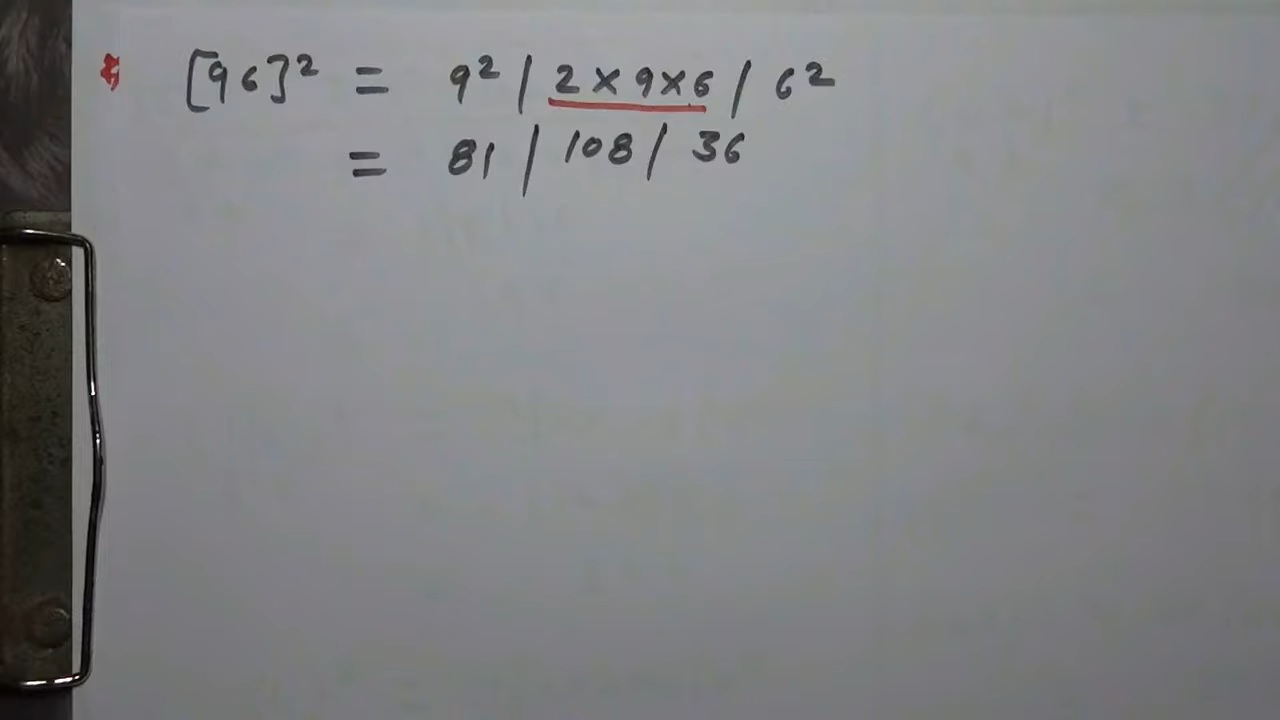 [96]² = 9² / 2×9×6 / 6²
= 81 / 108 / 36